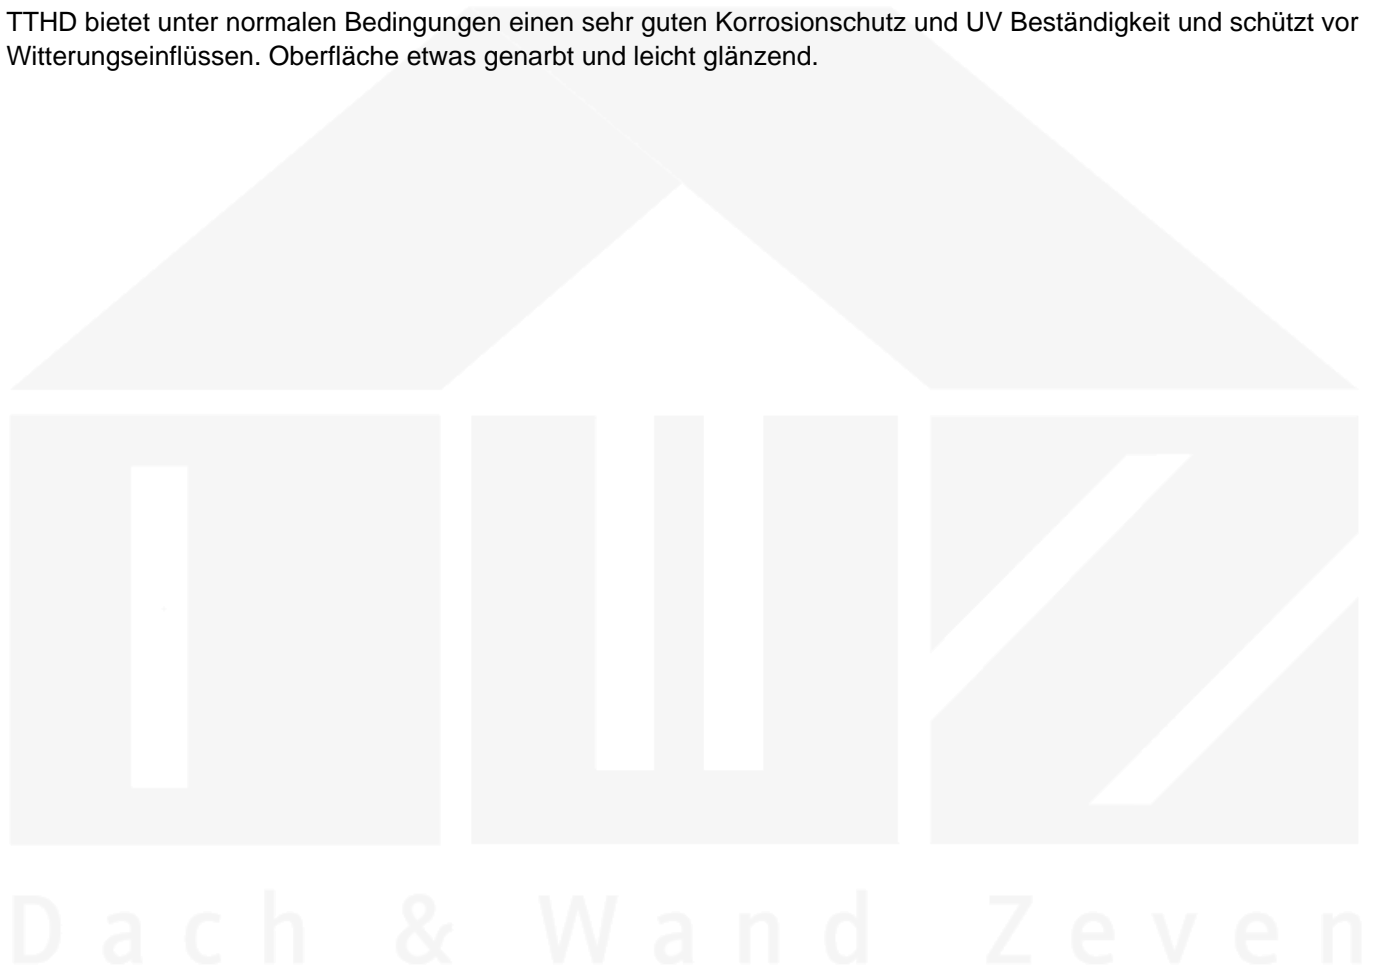 TTHD bietet unter normalen Bedingungen einen sehr guten Korrosionschutz und UV Beständigkeit und schützt vor
Witterungseinflüssen. Oberfläche etwas genarbt und leicht glänzend.
Dach & Wand Zeven